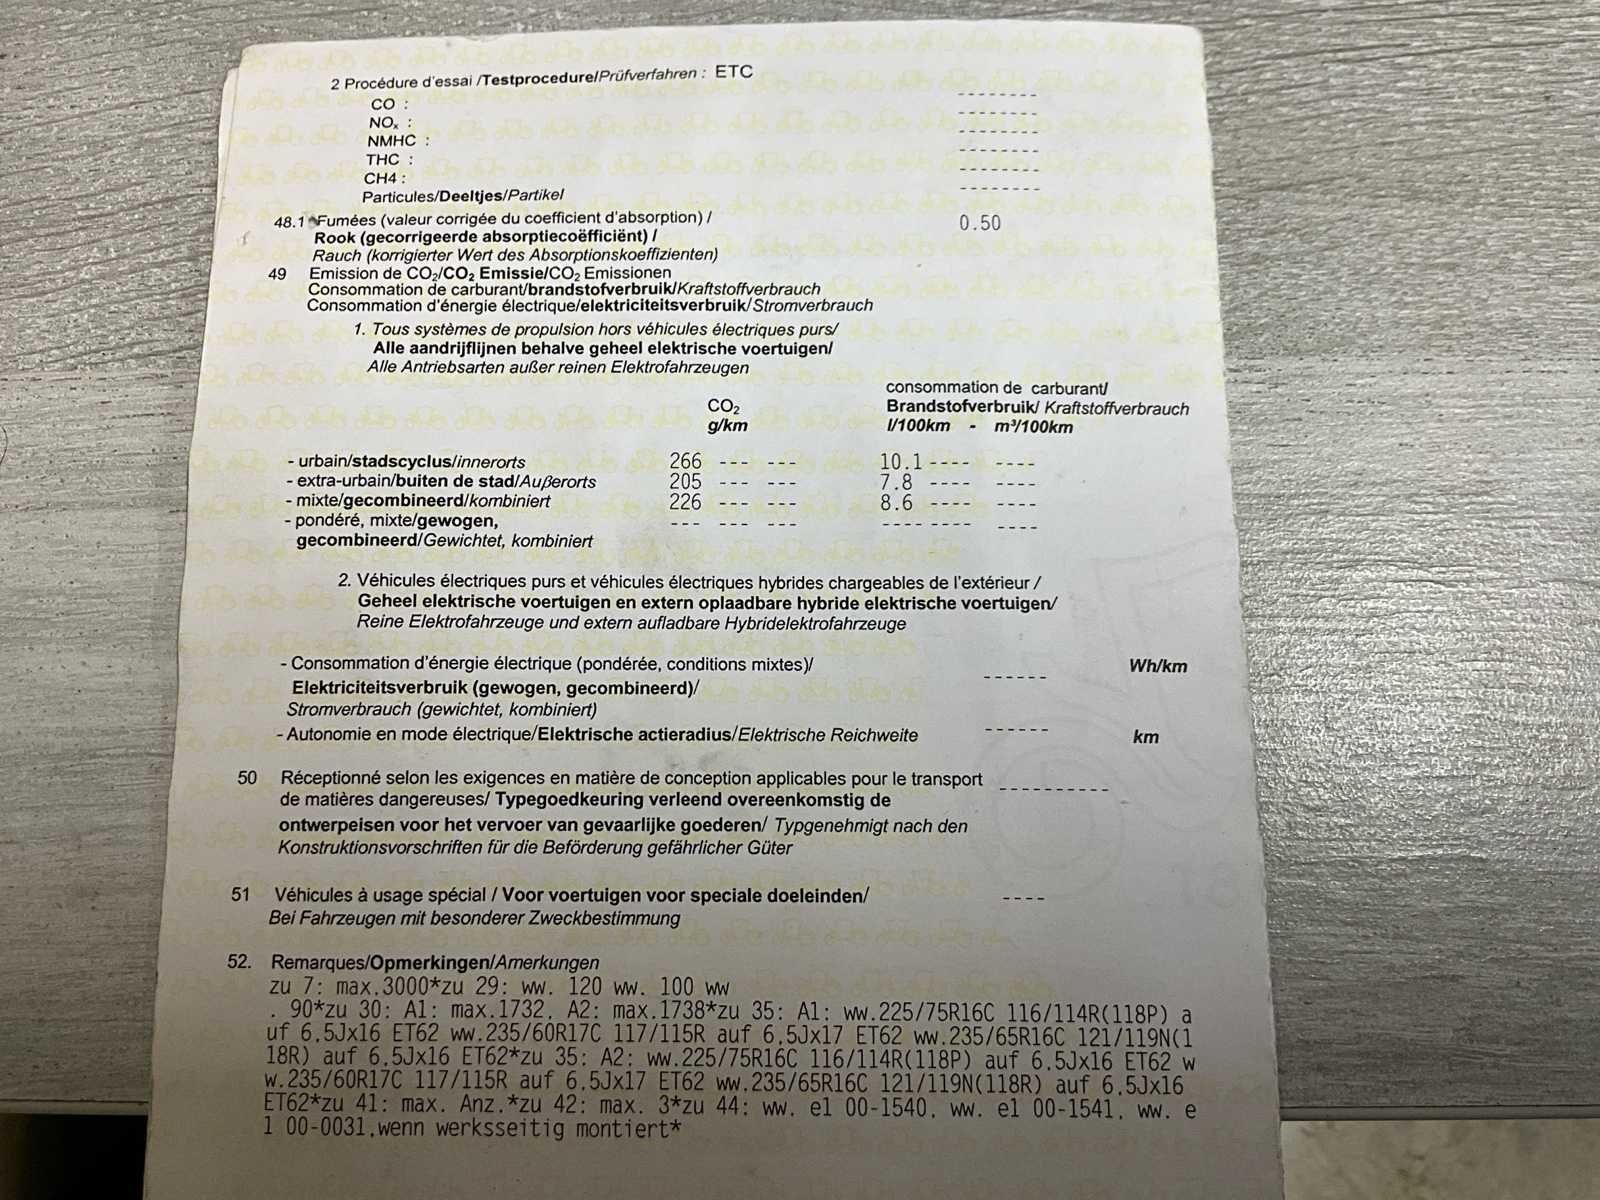 2 Procédure d'essai /Testprocedure/Prüfverfahren : ETC
CO : --------
NOx : --------
NMHC : --------
THC : --------
CH4 : --------
Particules/Deeltjes/Partikel --------
48.1 Fumées (valeur corrigée du coefficient d'absorption) / 0.50
Rook (gecorrigeerde absorptiecoëfficiënt) /
Rauch (korrigierter Wert des Absorptionskoeffizienten)
49 Emission de CO2/CO2 Emissie/CO2 Emissionen
Consommation de carburant/brandstofverbruik/Kraftstoffverbrauch
Consommation d'énergie électrique/elektriciteitsverbruik/Stromverbrauch
1. Tous systèmes de propulsion hors véhicules électriques purs/
Alle aandrijflijnen behalve geheel elektrische voertuigen/
Alle Antriebsarten außer reinen Elektrofahrzeugen
consommation de carburant/
CO2 Brandstofverbruik/ Kraftstoffverbrauch
g/km l/100km - m³/100km
- urbain/stadscyclus/innerorts 266 --- --- 10.1 ---- ----
- extra-urbain/buiten de stad/Außerorts 205 --- --- 7.8 ---- ----
- mixte/gecombineerd/kombiniert 226 --- --- 8.6 ---- ----
- pondéré, mixte/gewogen, --- --- --- ---- ---- ----
gecombineerd/Gewichtet, kombiniert
2. Véhicules électriques purs et véhicules électriques hybrides chargeables de l'extérieur /
Geheel elektrische voertuigen en extern oplaadbare hybride elektrische voertuigen/
Reine Elektrofahrzeuge und extern aufladbare Hybridelektrofahrzeuge
- Consommation d'énergie électrique (pondérée, conditions mixtes)/ ------ Wh/km
Elektriciteitsverbruik (gewogen, gecombineerd)/
Stromverbrauch (gewichtet, kombiniert)
- Autonomie en mode électrique/Elektrische actieradius/Elektrische Reichweite ------ km
50 Réceptionné selon les exigences en matière de conception applicables pour le transport ----------
de matières dangereuses/ Typegoedkeuring verleend overeenkomstig de
ontwerpeisen voor het vervoer van gevaarlijke goederen/ Typgenehmigt nach den
Konstruktionsvorschriften für die Beförderung gefährlicher Güter
51 Véhicules à usage spécial / Voor voertuigen voor speciale doeleinden/ ----
Bei Fahrzeugen mit besonderer Zweckbestimmung
52. Remarques/Opmerkingen/Amerkungen
zu 7: max.3000*zu 29: ww. 120 ww. 100 ww
. 90*zu 30: A1: max.1732, A2: max.1738*zu 35: A1: ww.225/75R16C 116/114R(118P) a
uf 6,5Jx16 ET62 ww.235/60R17C 117/115R auf 6,5Jx17 ET62 ww.235/65R16C 121/119N(1
18R) auf 6,5Jx16 ET62*zu 35: A2: ww.225/75R16C 116/114R(118P) auf 6,5Jx16 ET62 w
w.235/60R17C 117/115R auf 6,5Jx17 ET62 ww.235/65R16C 121/119N(118R) auf 6,5Jx16
ET62*zu 41: max. Anz.*zu 42: max. 3*zu 44: ww. e1 00-1540, ww. e1 00-1541, ww. e
1 00-0031,wenn werksseitig montiert*